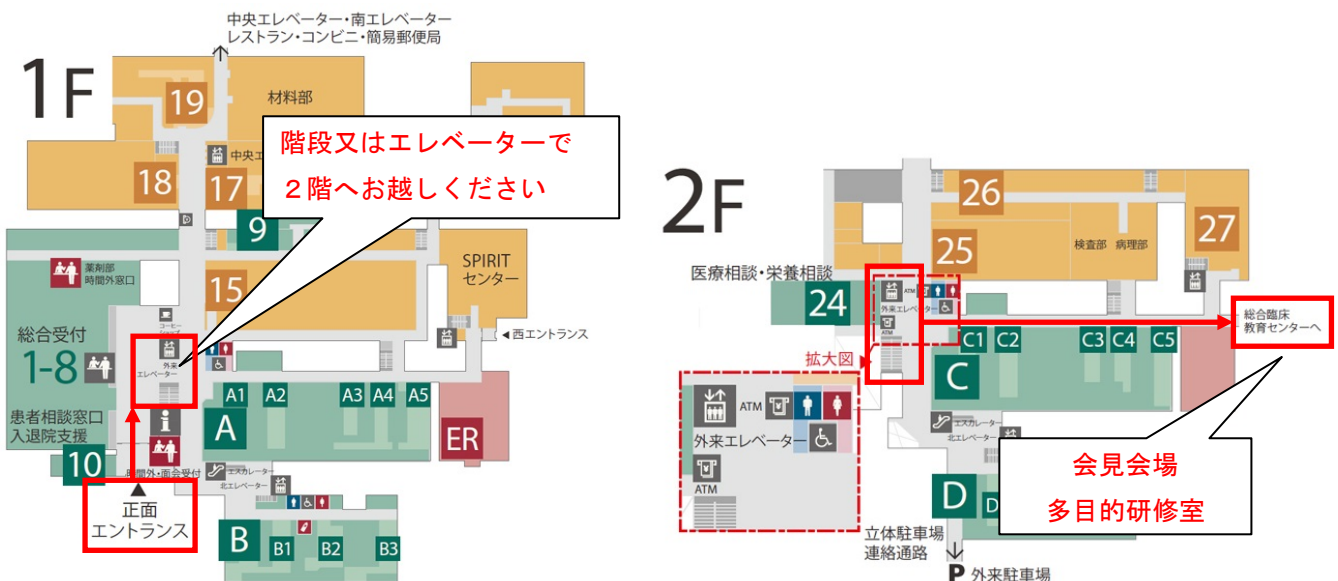 中央エレベーター・南エレベーター
レストラン・コンビニ・簡易郵便局
1F
19
材料部
階段又はエレベーターで
２階へお越しください
18
17
中央エ
9
薬剤部
時間外窓口
15
SPIRIT
センター
コーヒー
ショップ
総合受付
1-8
外来
エレベーター
西エントランス
A1
A2
A3
A4
A5
患者相談窓口
入退院支援
A
ER
10
時間外・面会受付
エスカレーター
北エレベーター
正面
エントランス
B
B1
B2
B3
2F
26
27
25
検査部
病理部
医療相談・栄養相談
24
ATM
外来エレベーター
ATM
総合臨床
教育センターへ
C1
C2
C3
C4
C5
拡大図
C
ATM
外来エレベーター
ATM
エスカレーター
北エレベーター
会見会場
多目的研修室
D
D
立体駐車場
連絡通路
P 外来駐車場